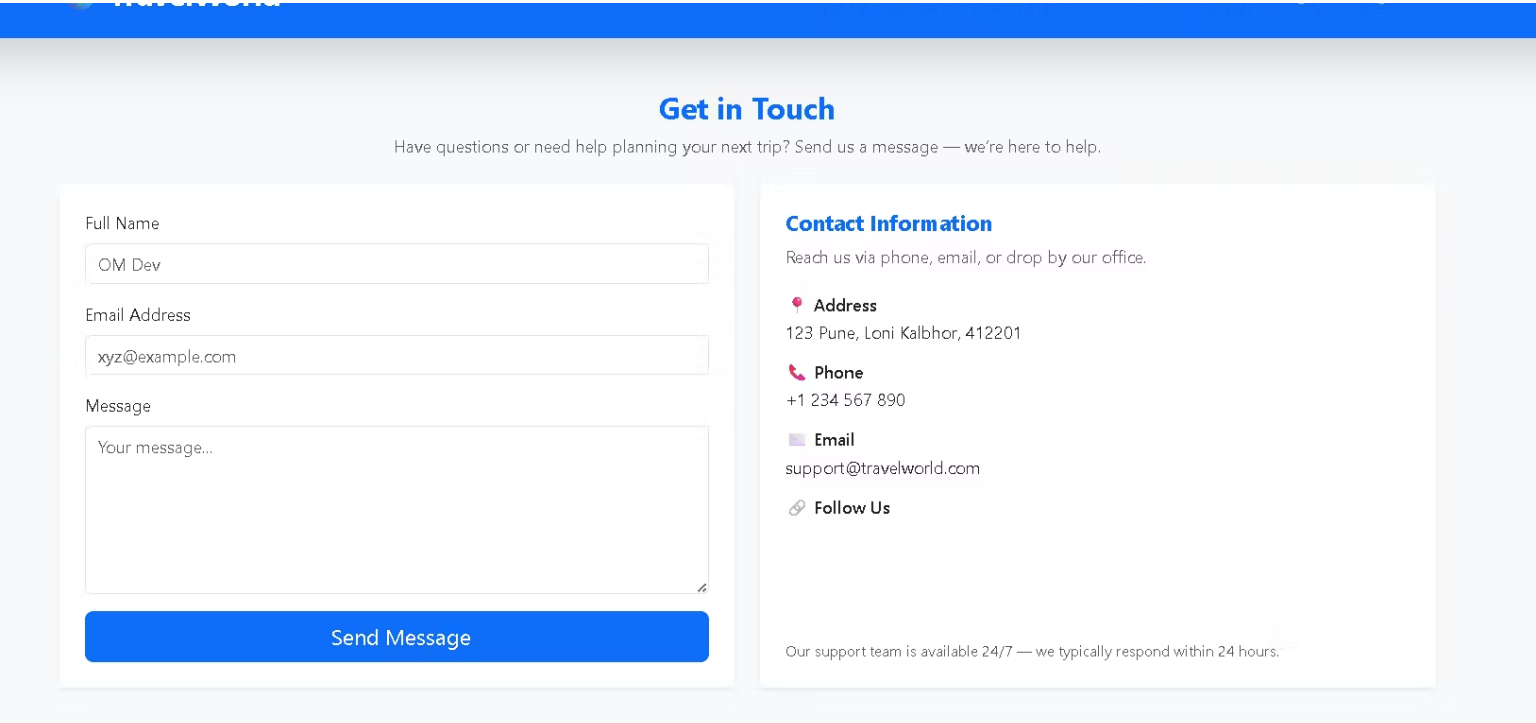 Get in Touch
Have questions or need help planning your next trip? Send us a message — we're here to help.
Full Name
OM Dev
Email Address
xyz@example.com
Message
Your message...
Send Message
Contact Information
Reach us via phone, email, or drop by our office.
Address
123 Pune, Loni Kalbhor, 412201
Phone
+1 234 567 890
Email
support@travelworld.com
Follow Us
Our support team is available 24/7 — we typically respond within 24 hours.